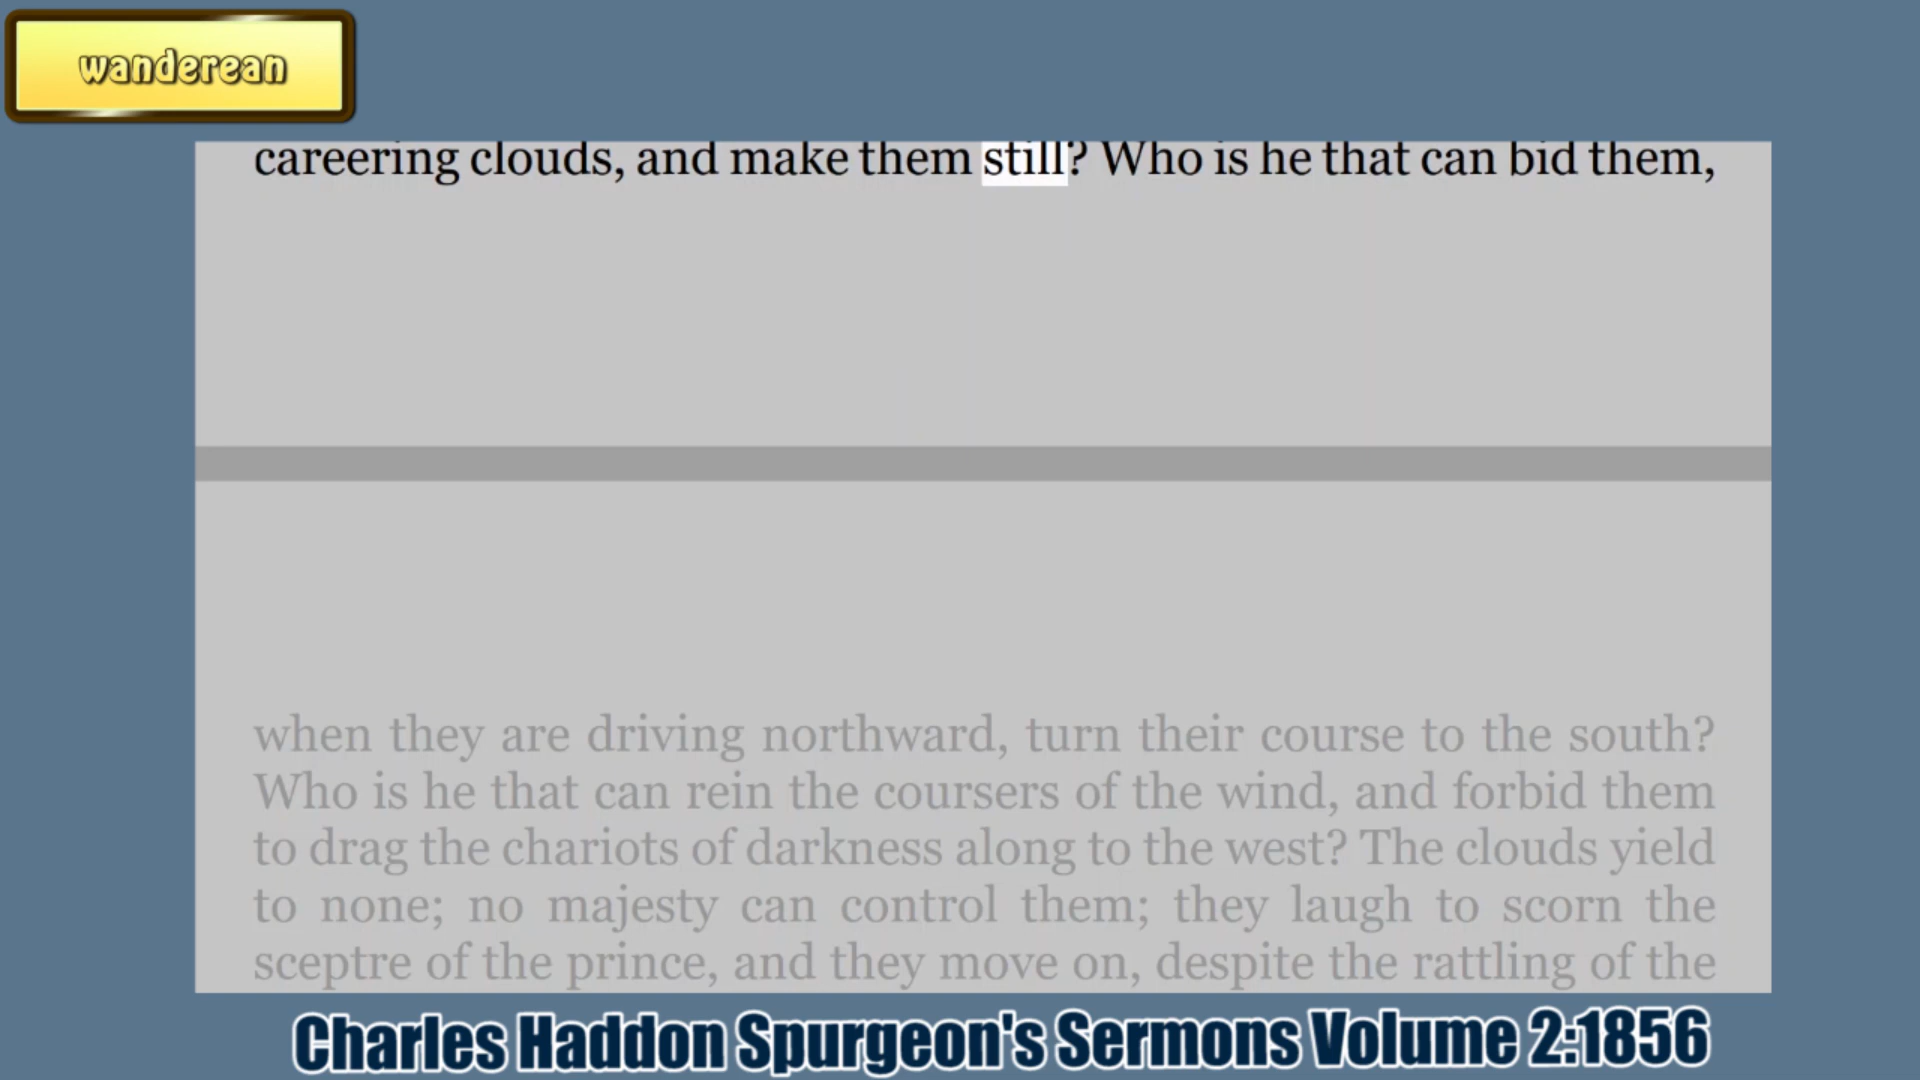 wanderean
careering clouds, and make them still? Who is he that can bid them,
when they are driving northward, turn their course to the south?
Who is he that can rein the coursers of the wind, and forbid them
to drag the chariots of darkness along to the west? The clouds yield
to none; no majesty can control them; they laugh to scorn the
sceptre of the prince, and they move on, despite the rattling of the
Charles Haddon Spurgeon's Sermons Volume 2:1856